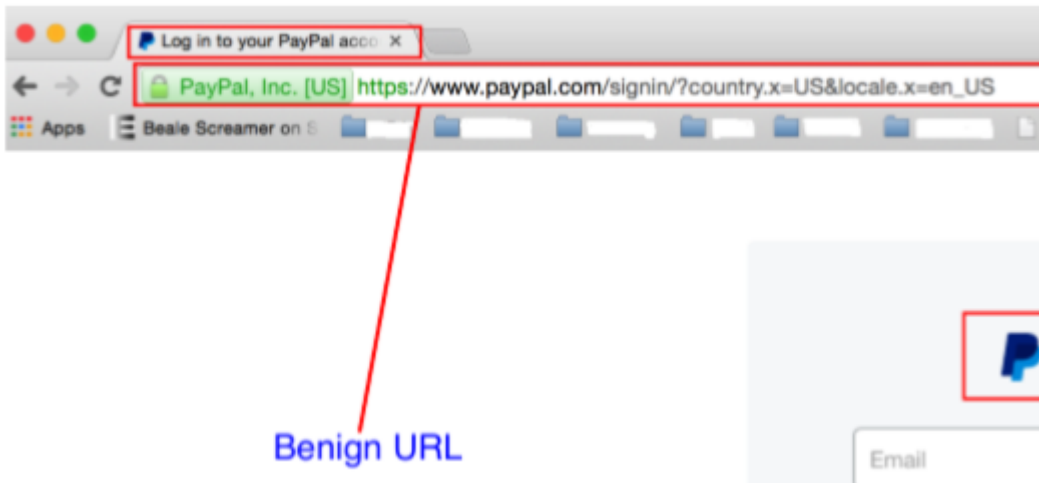 Log in to your PayPal acco
PayPal, Inc. [US] https://www.paypal.com/signin/?country.x=US&locale.x=en_US
Apps Beale Screamer on S
Benign URL
Email